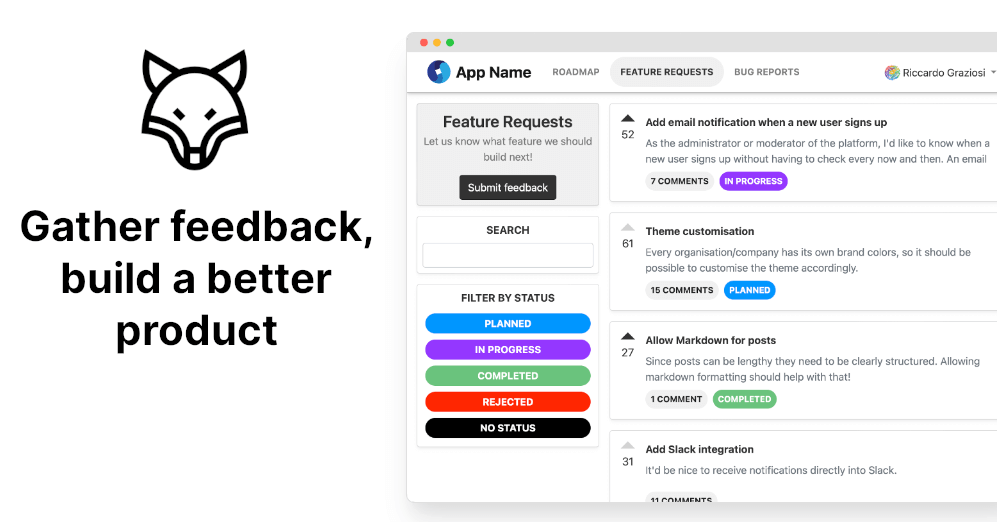 Gather feedback,
build a better
product
App Name
ROADMAP
FEATURE REQUESTS
BUG REPORTS
Riccardo Graziosi
Feature Requests
Let us know what feature we should
build next!
Submit feedback
SEARCH
FILTER BY STATUS
PLANNED
IN PROGRESS
COMPLETED
REJECTED
NO STATUS
52
Add email notification when a new user signs up
As the administrator or moderator of the platform, I'd like to know when a
new user signs up without having to check every now and then. An email
7 COMMENTS
IN PROGRESS
61
Theme customisation
Every organisation/company has its own brand colors, so it should be
possible to customise the theme accordingly.
15 COMMENTS
PLANNED
27
Allow Markdown for posts
Since posts can be lengthy they need to be clearly structured. Allowing
markdown formatting should help with that!
1 COMMENT
COMPLETED
31
Add Slack integration
It'd be nice to receive notifications directly into Slack.
11 COMMENTS